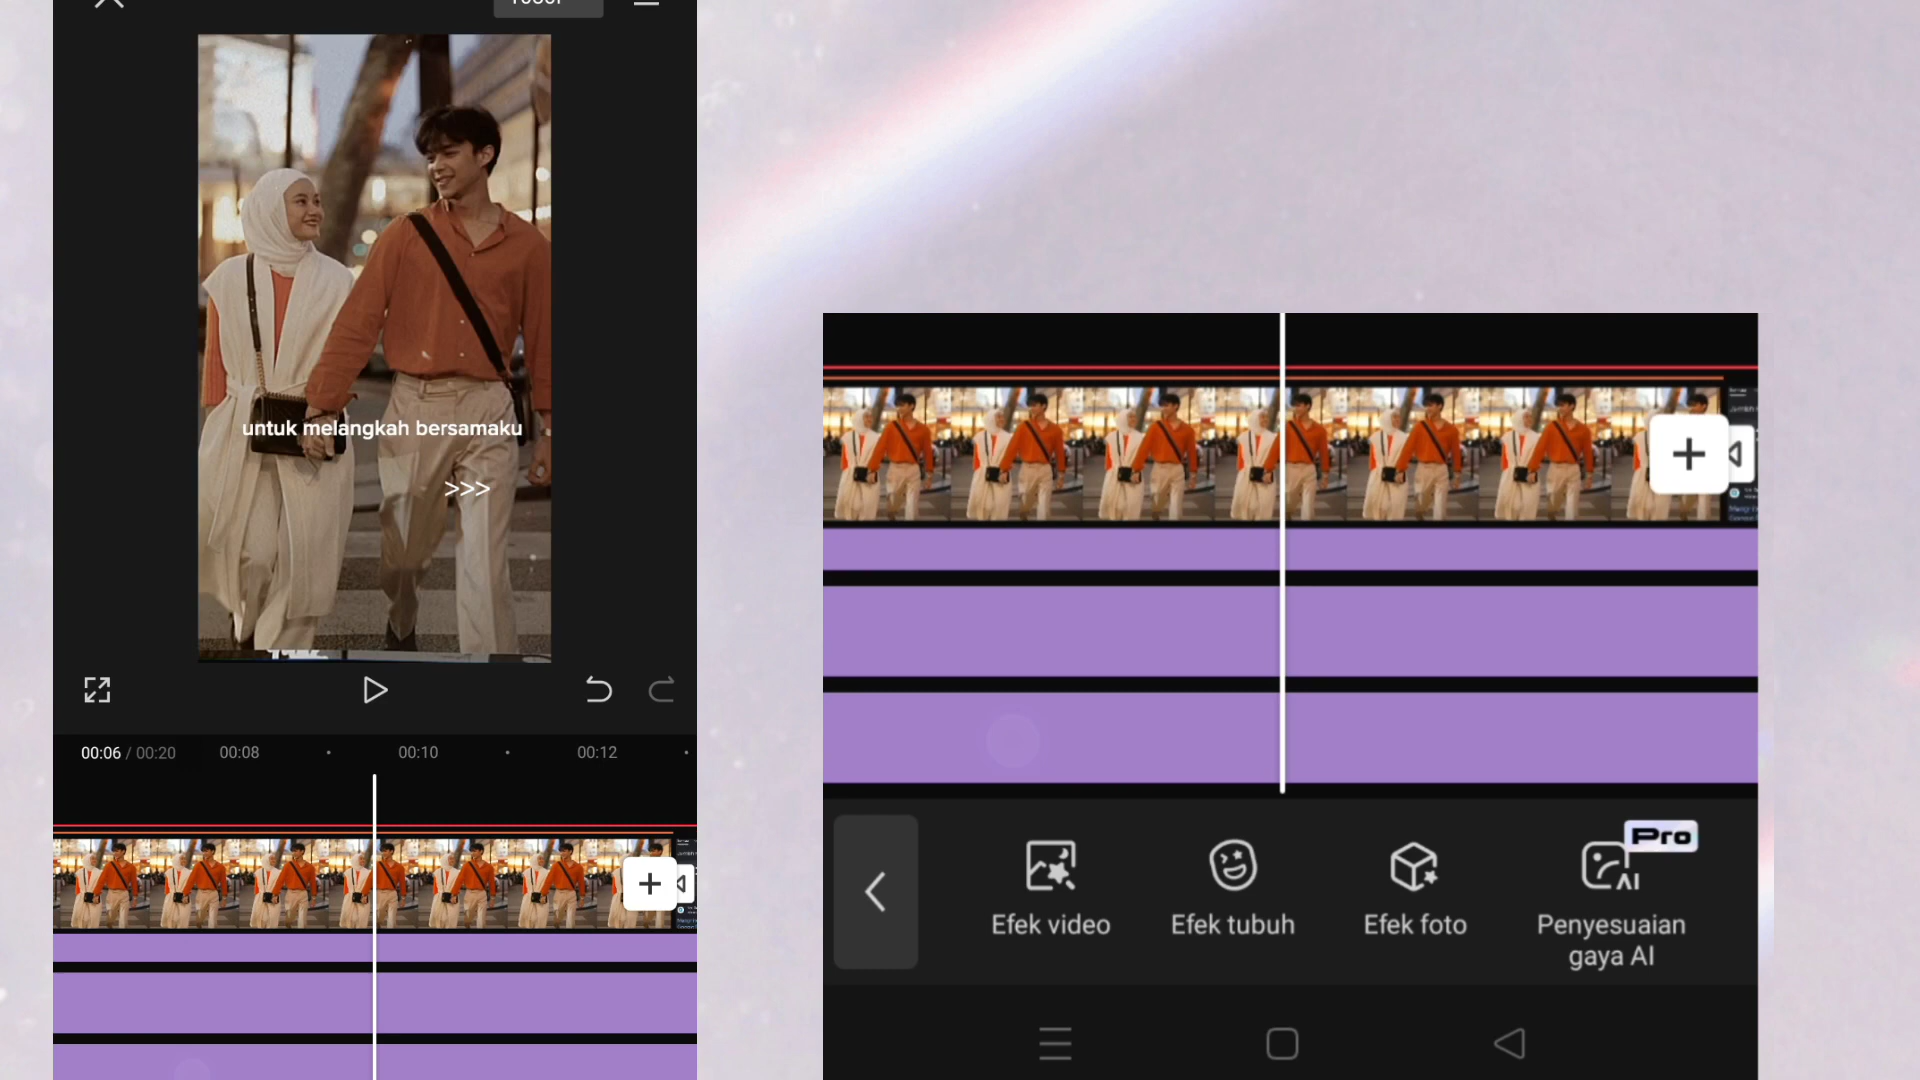 untuk melangkah bersamaku
>>>
00:06 / 00:20
00:08
00:10
00:12
Pro
AI
Efek video
Efek tubuh
Efek foto
Penyesuaian
gaya AI